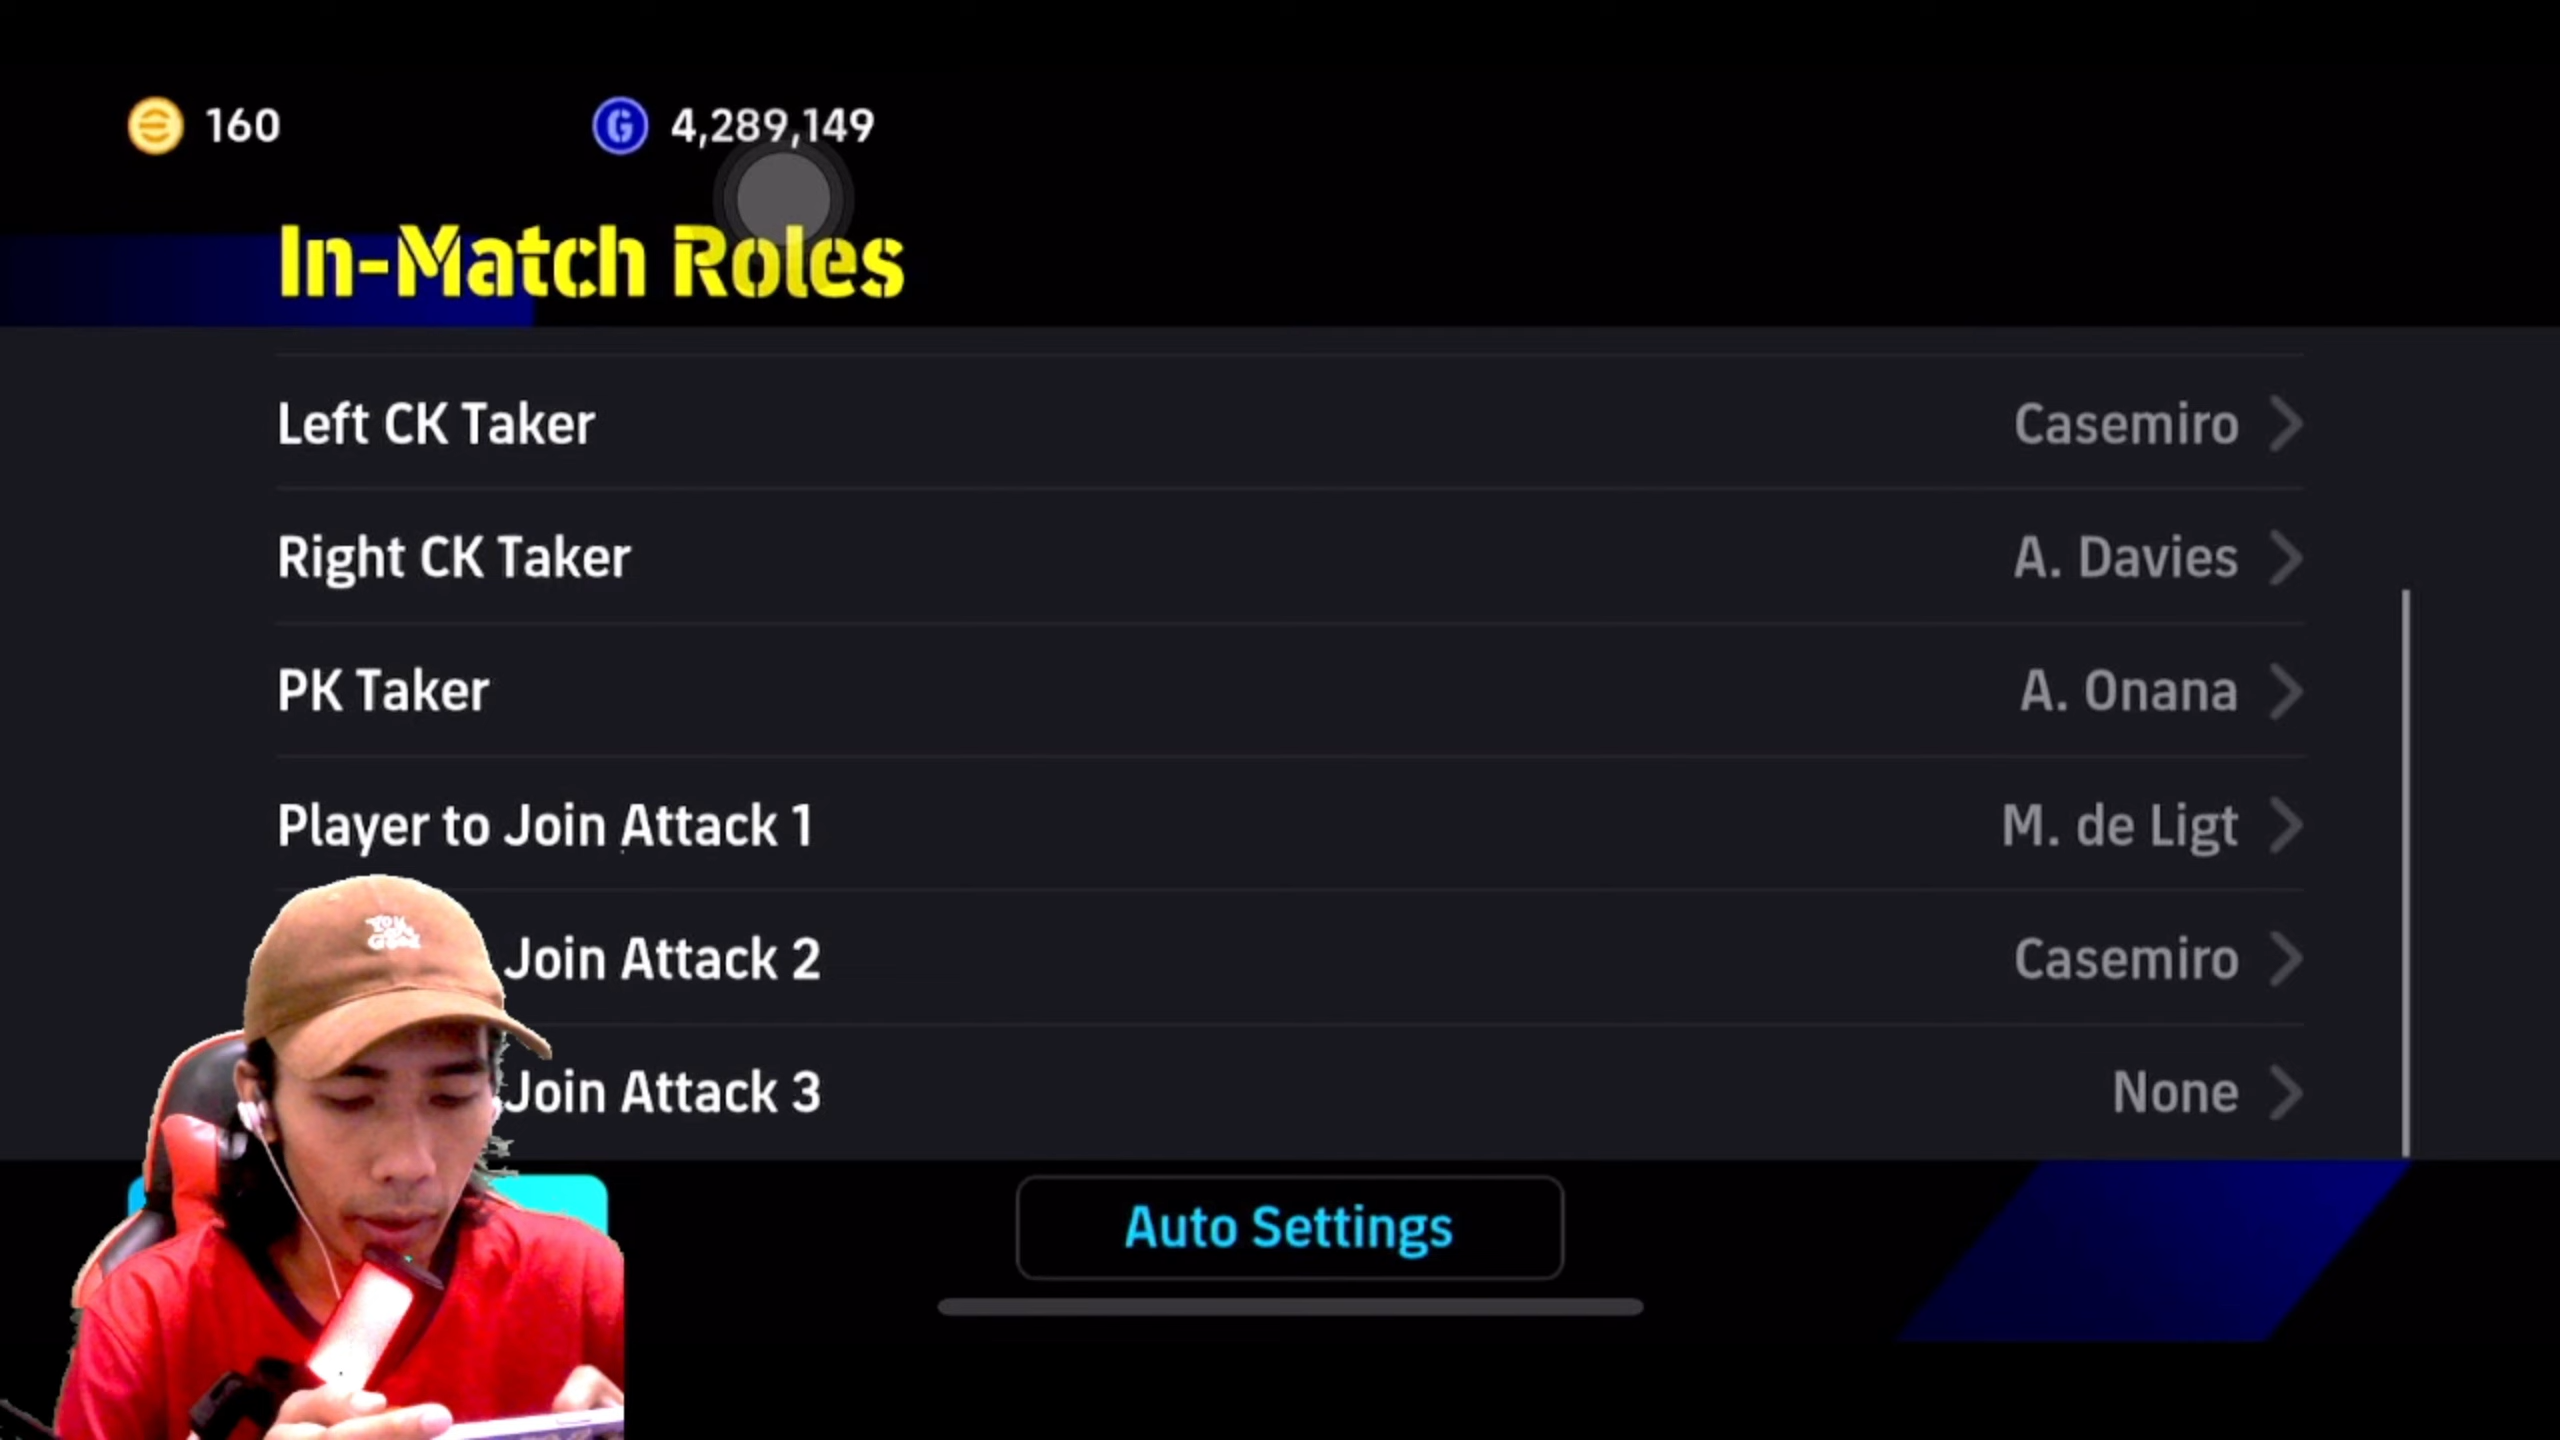 160
4,289,149
In-Match Roles
Left CK Taker Casemiro
Right CK Taker A. Davies
PK Taker A. Onana
Player to Join Attack 1 M. de Ligt
Join Attack 2 Casemiro
Join Attack 3 None
Auto Settings